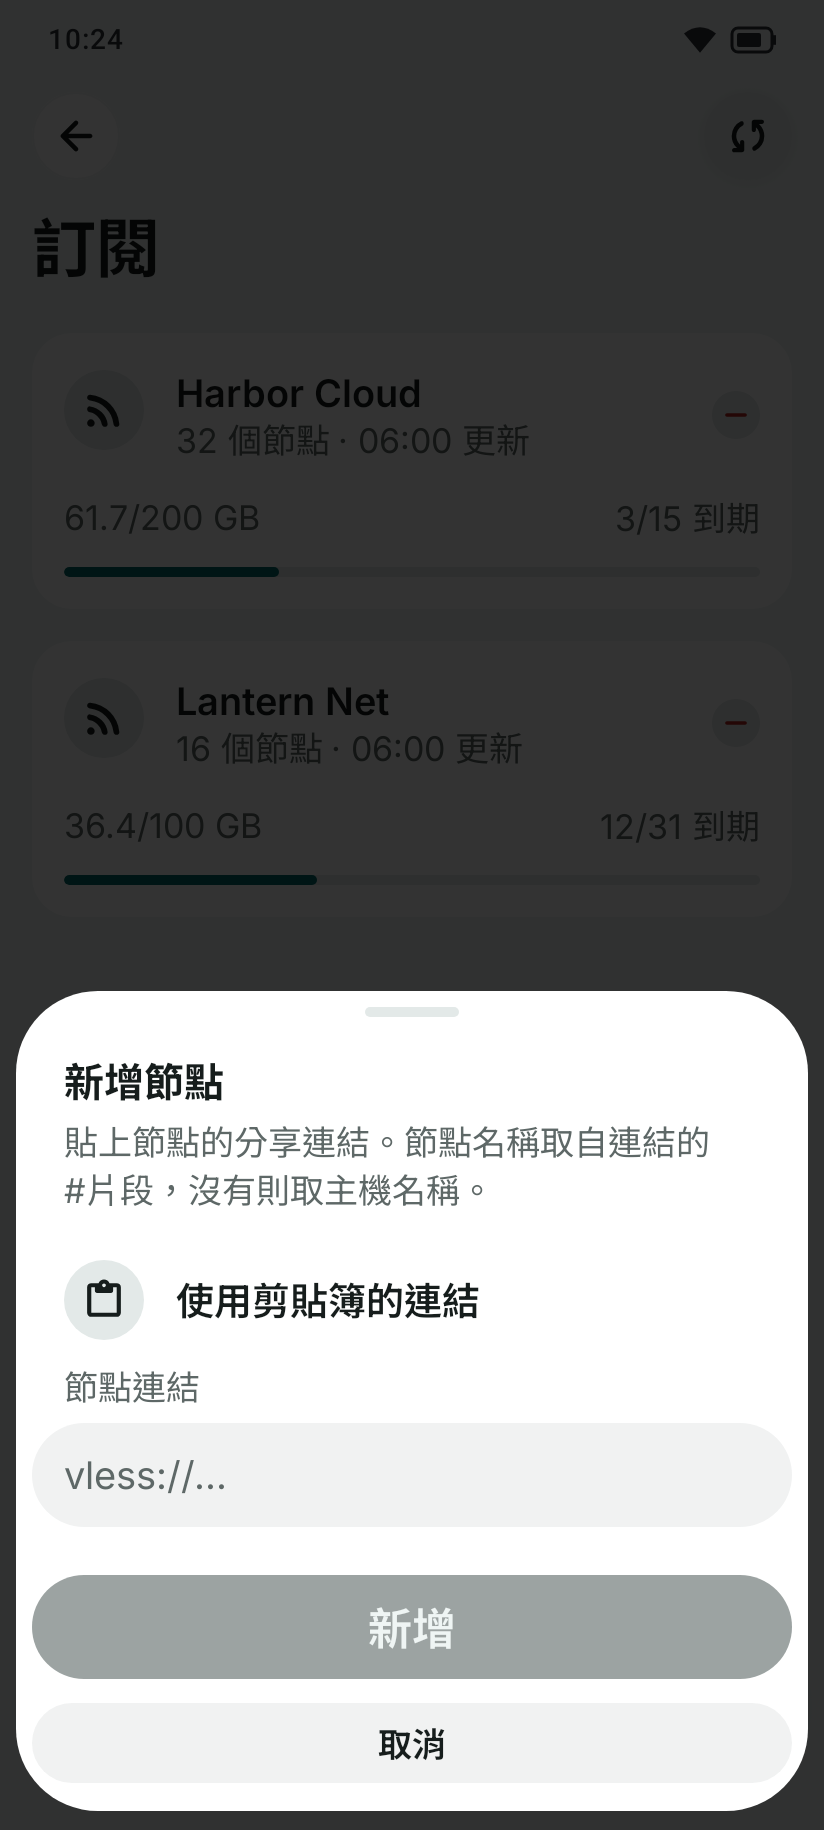 10:24
訂閱
Harbor Cloud
32 個節點 · 06:00 更新
61.7/200 GB
3/15 到期
Lantern Net
16 個節點 · 06:00 更新
36.4/100 GB
12/31 到期
新增節點
貼上節點的分享連結。節點名稱取自連結的
#片段，沒有則取主機名稱。
使用剪貼簿的連結
節點連結
vless://...
新增
取消